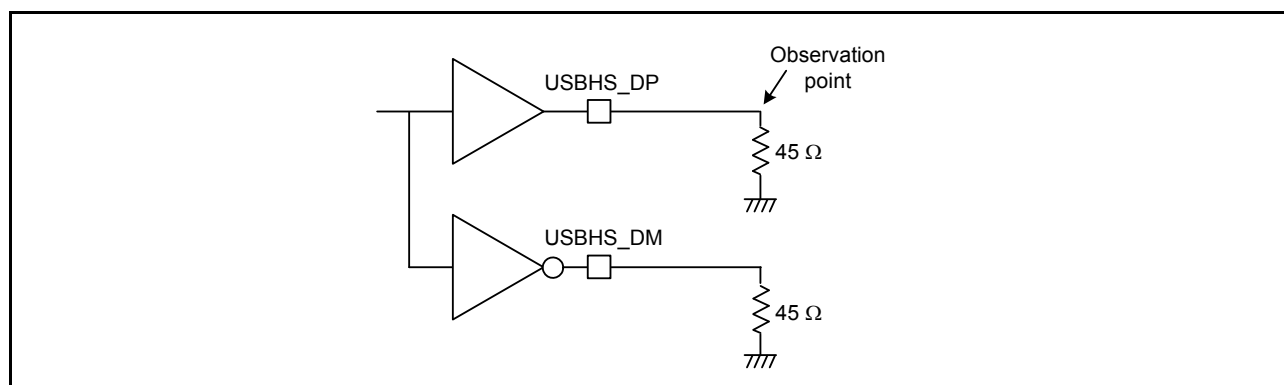 Observation
point
USBHS_DP
45 Ω
USBHS_DM
45 Ω